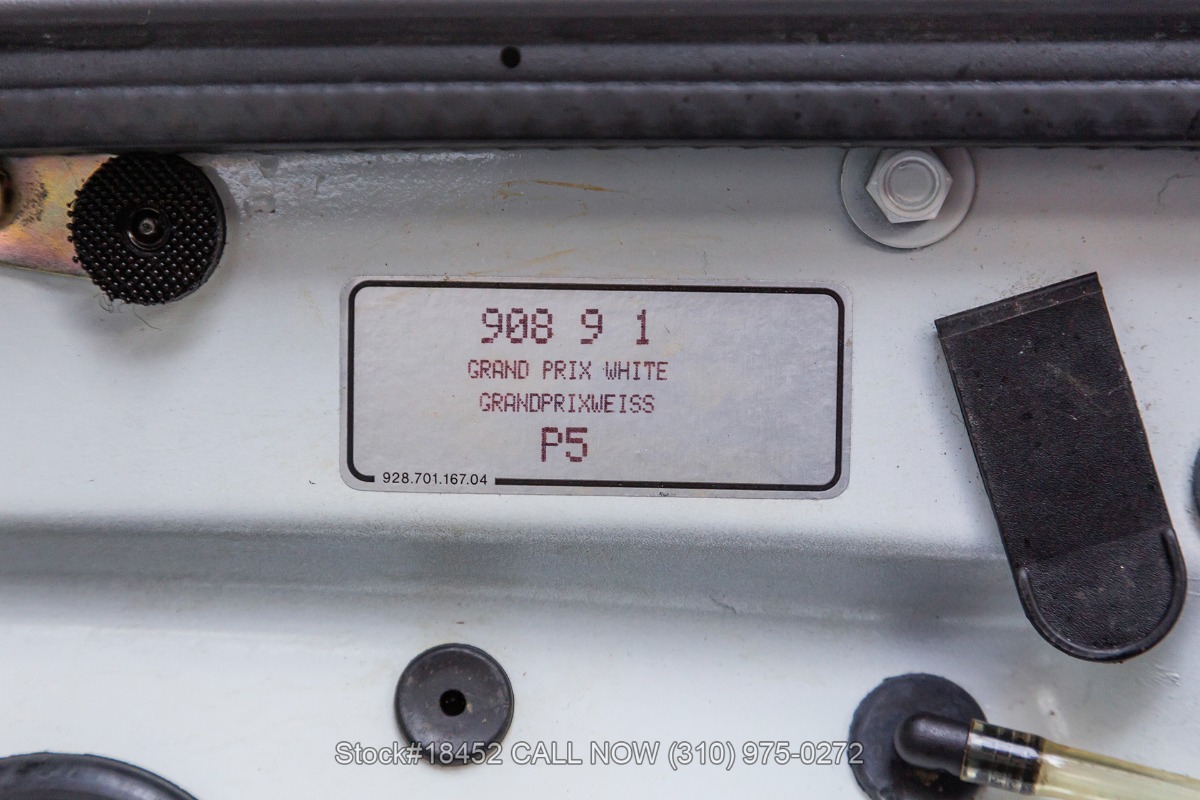 908 9 1
GRAND PRIX WHITE
GRANDPRIXWEISS
P5
928.701.167.04
Stock#18452 CALL NOW (310) 975-0272